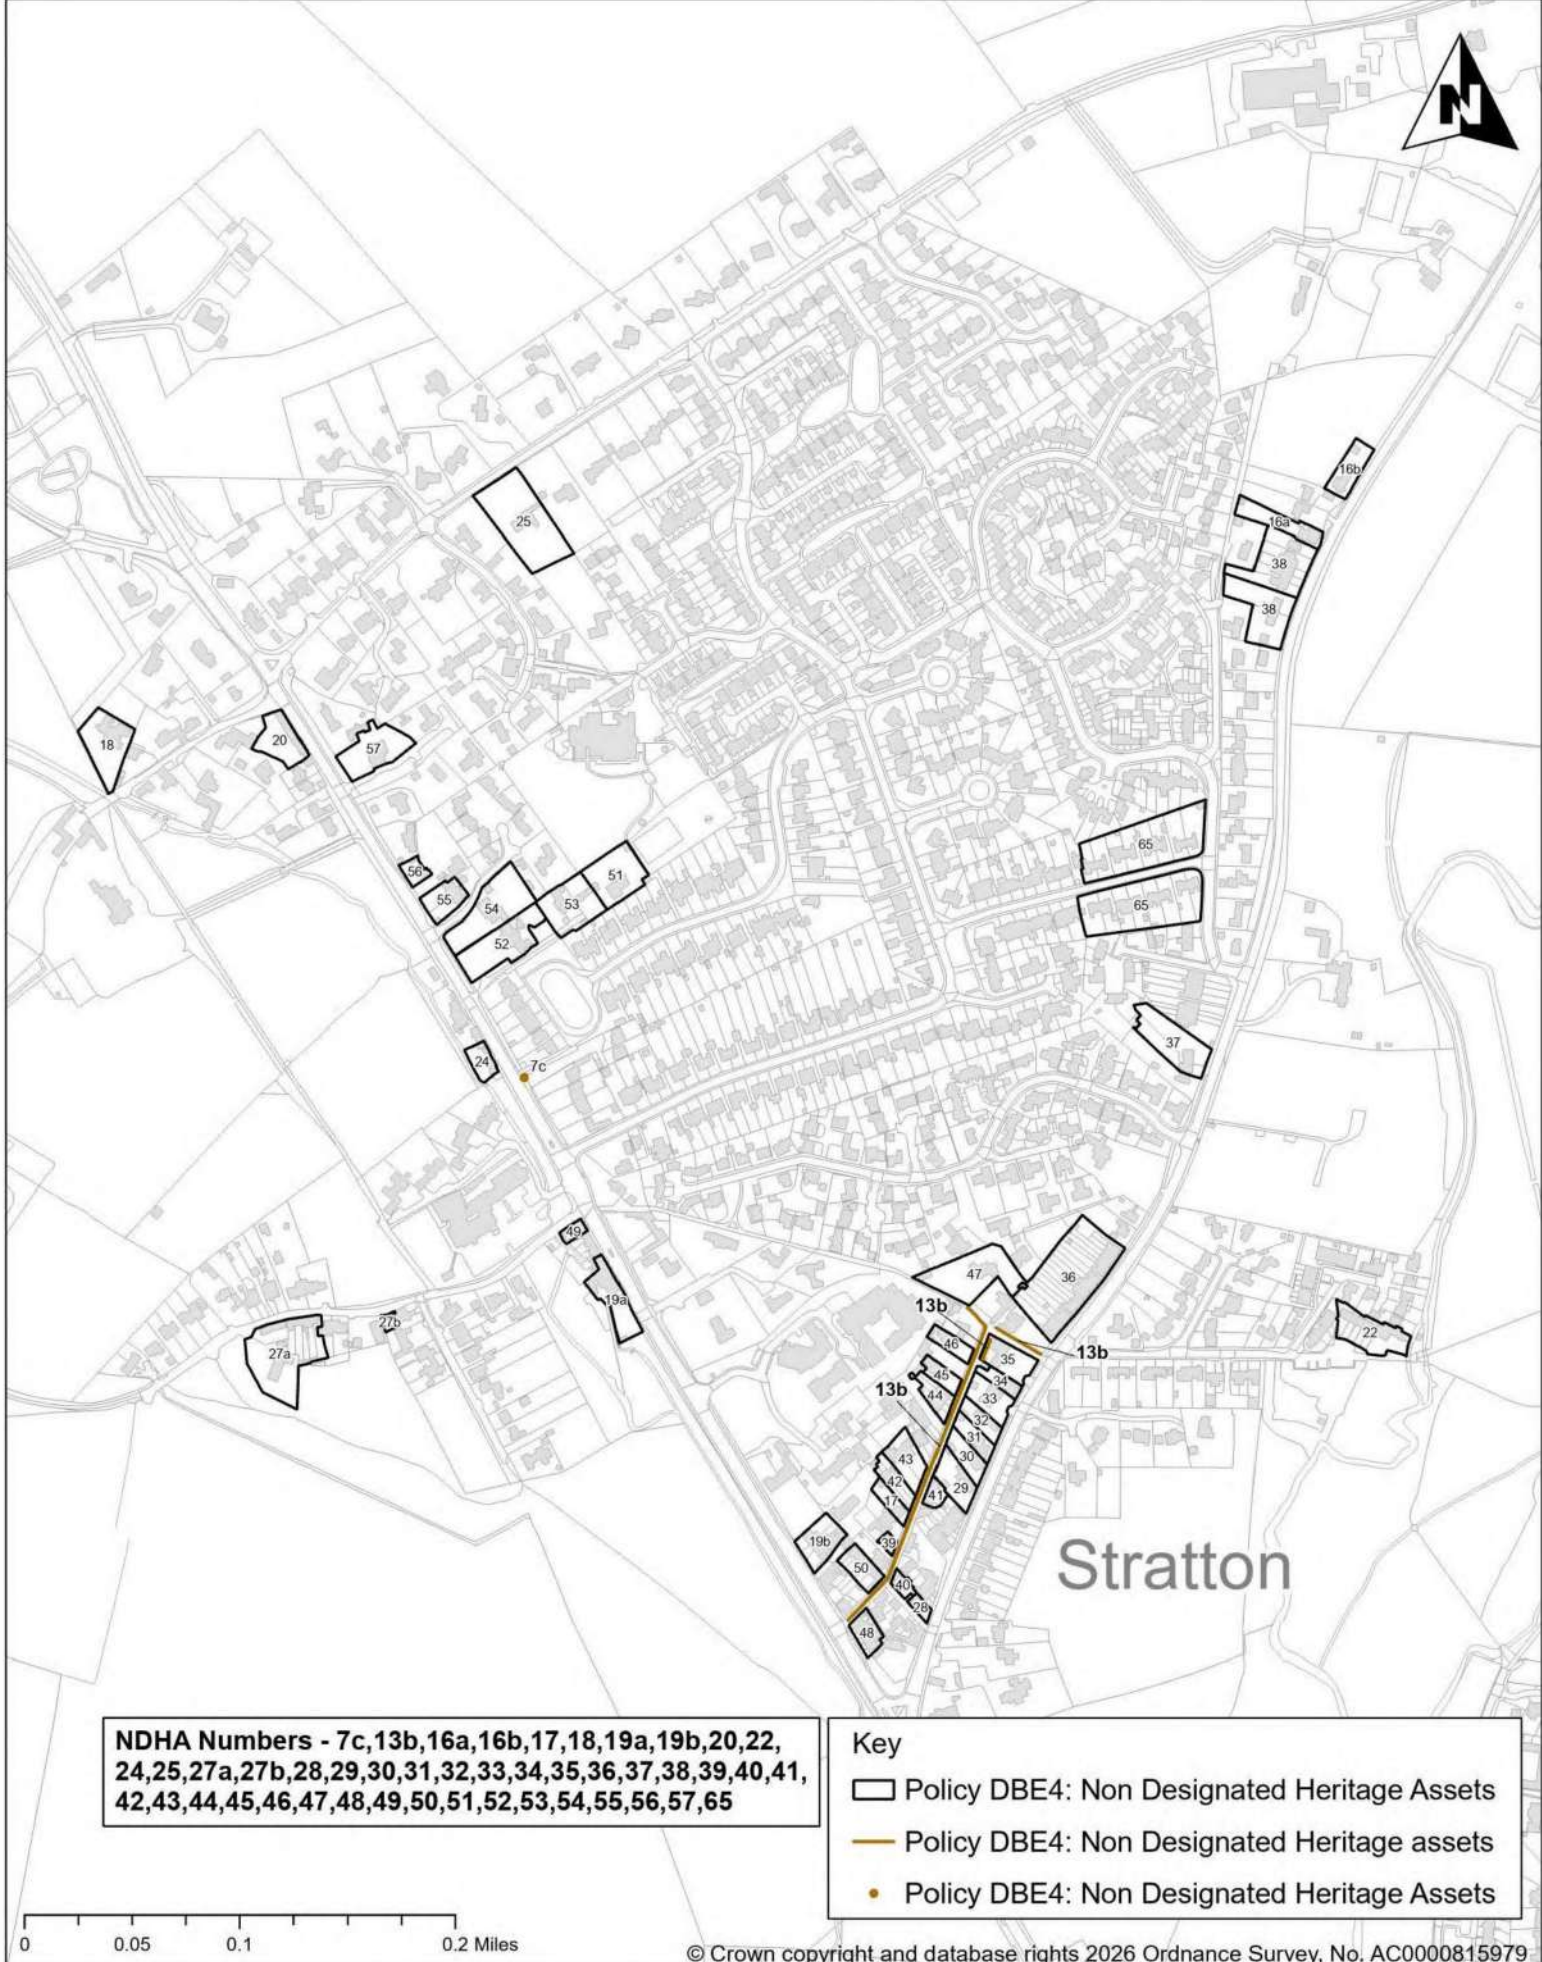 N
16b
25
16a
38
38
18
20
57
65
56
51
55
54
53
65
52
37
24
7c
49
47
36
19a
13b
27b
22
27a
46
35
13b
45
34
13b
44
33
32
31
43
30
42
29
41
17
19b
39
50
40
28
48
Stratton
NDHA Numbers - 7c,13b,16a,16b,17,18,19a,19b,20,22,
24,25,27a,27b,28,29,30,31,32,33,34,35,36,37,38,39,40,41,
42,43,44,45,46,47,48,49,50,51,52,53,54,55,56,57,65
Key
Policy DBE4: Non Designated Heritage Assets
Policy DBE4: Non Designated Heritage assets
Policy DBE4: Non Designated Heritage Assets
0 0.05 0.1 0.2 Miles
© Crown copyright and database rights 2026 Ordnance Survey, No. AC0000815979